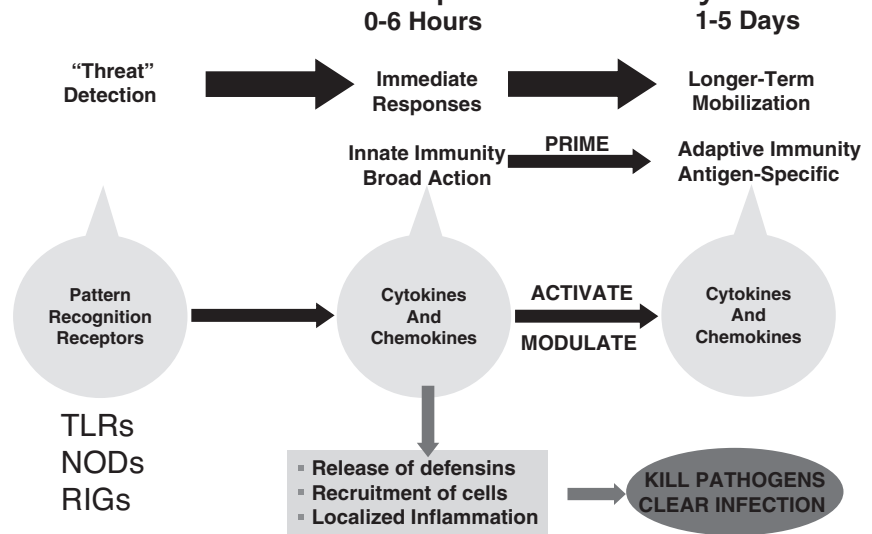 0-6 Hours
1-5 Days
“Threat”
Detection
Immediate
Responses
Longer-Term
Mobilization
Innate Immunity
Broad Action
PRIME
Adaptive Immunity
Antigen-Specific
Pattern
Recognition
Receptors
Cytokines
And
Chemokines
ACTIVATE
MODULATE
Cytokines
And
Chemokines
TLRs
NODs
RIGs
▪ Release of defensins
▪ Recruitment of cells
▪ Localized Inflammation
KILL PATHOGENS
CLEAR INFECTION